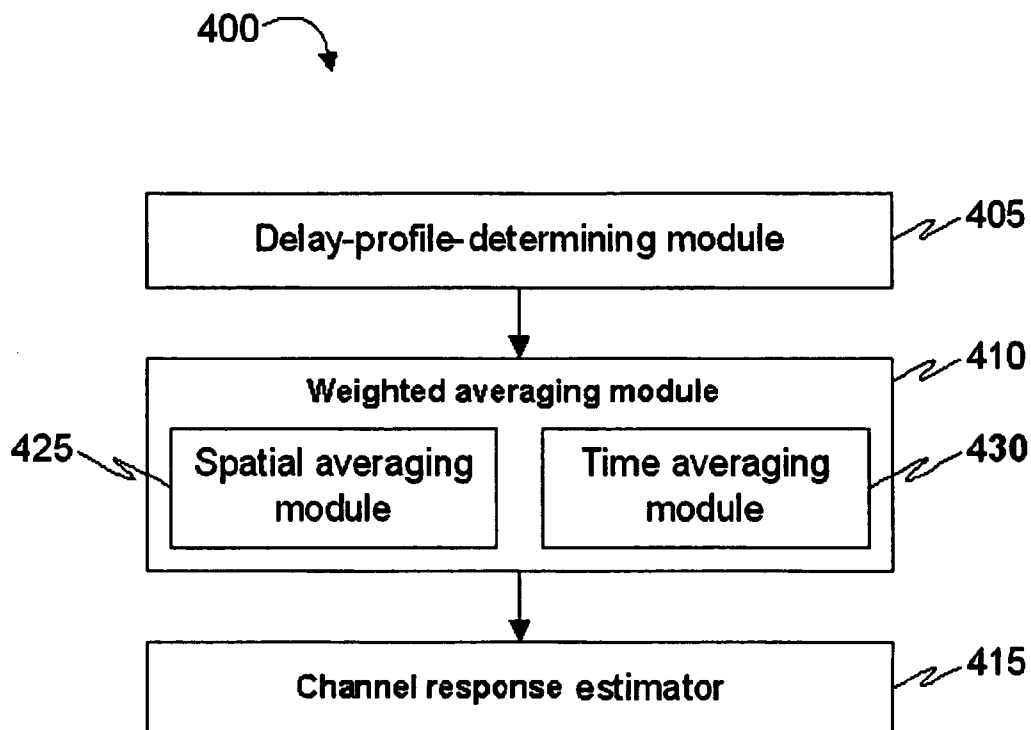 400
Delay-profile-determining module
405
Weighted averaging module
410
425
Spatial averaging
module
Time averaging
module
430
Channel response estimator
415